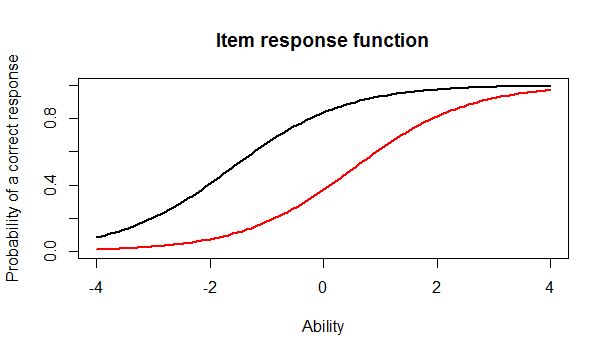 Item response function
Probability of a correct response
0.8
0.4
0.0
-4 -2 0 2 4
Ability